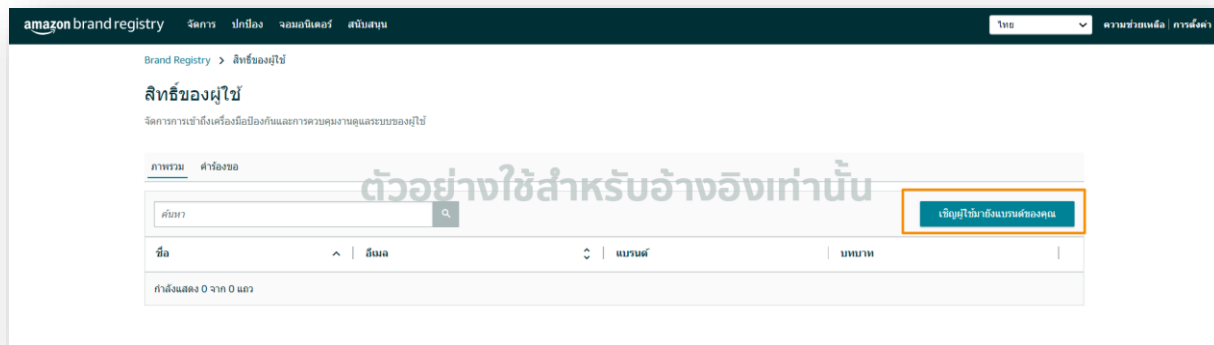 amazon brand registry จัดการ ปกป้อง จอมอนิเตอร์ สนับสนุน ไทย ความช่วยเหลือ | การตั้งค่า
Brand Registry > สิทธิ์ของผู้ใช้
สิทธิ์ของผู้ใช้
จัดการการเข้าถึงเครื่องมือป้องกันและการควบคุมงานดูแลระบบของผู้ใช้
ภาพรวม คำร้องขอ
ตัวอย่างใช้สำหรับอ้างอิงเท่านั้น
ค้นหา เชิญผู้ใช้มายังแบรนด์ของคุณ
ชื่อ อีเมล แบรนด์ บทบาท
กำลังแสดง 0 จาก 0 แถว